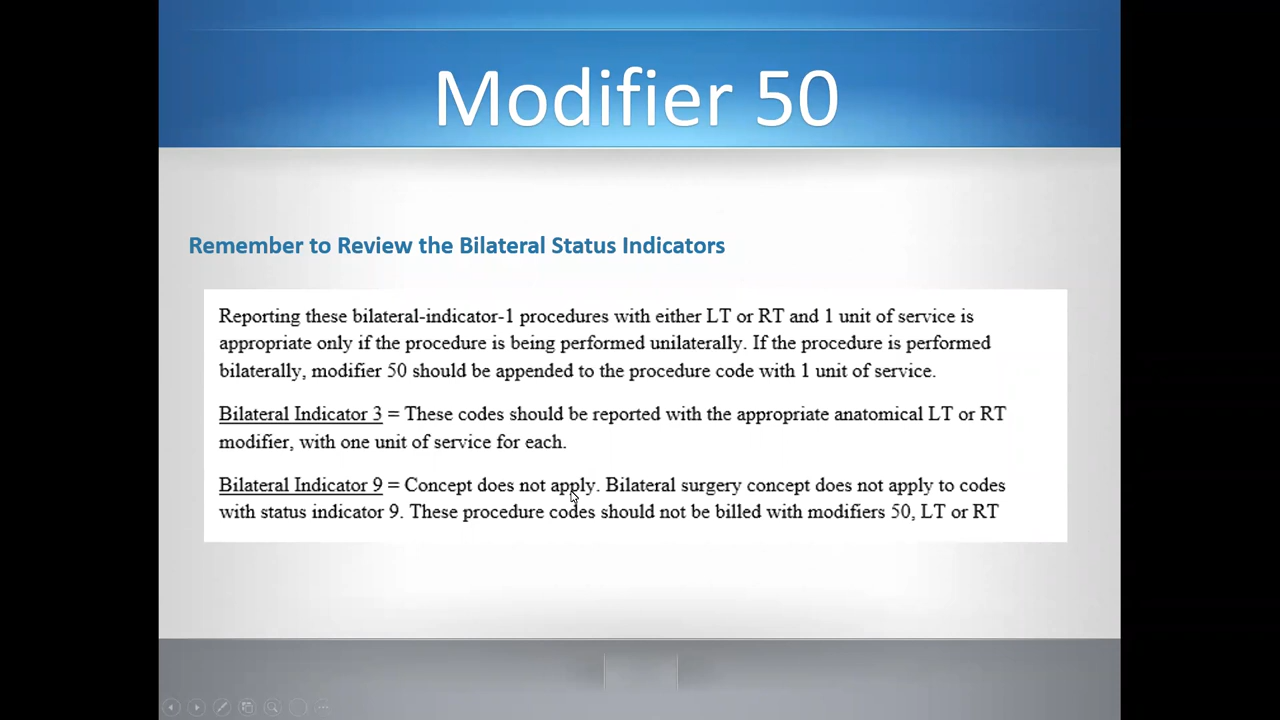 Modifier 50
Remember to Review the Bilateral Status Indicators
Reporting these bilateral-indicator-1 procedures with either LT or RT and 1 unit of service is
appropriate only if the procedure is being performed unilaterally. If the procedure is performed
bilaterally, modifier 50 should be appended to the procedure code with 1 unit of service.
Bilateral Indicator 3 = These codes should be reported with the appropriate anatomical LT or RT
modifier, with one unit of service for each.
Bilateral Indicator 9 = Concept does not apply. Bilateral surgery concept does not apply to codes
with status indicator 9. These procedure codes should not be billed with modifiers 50, LT or RT